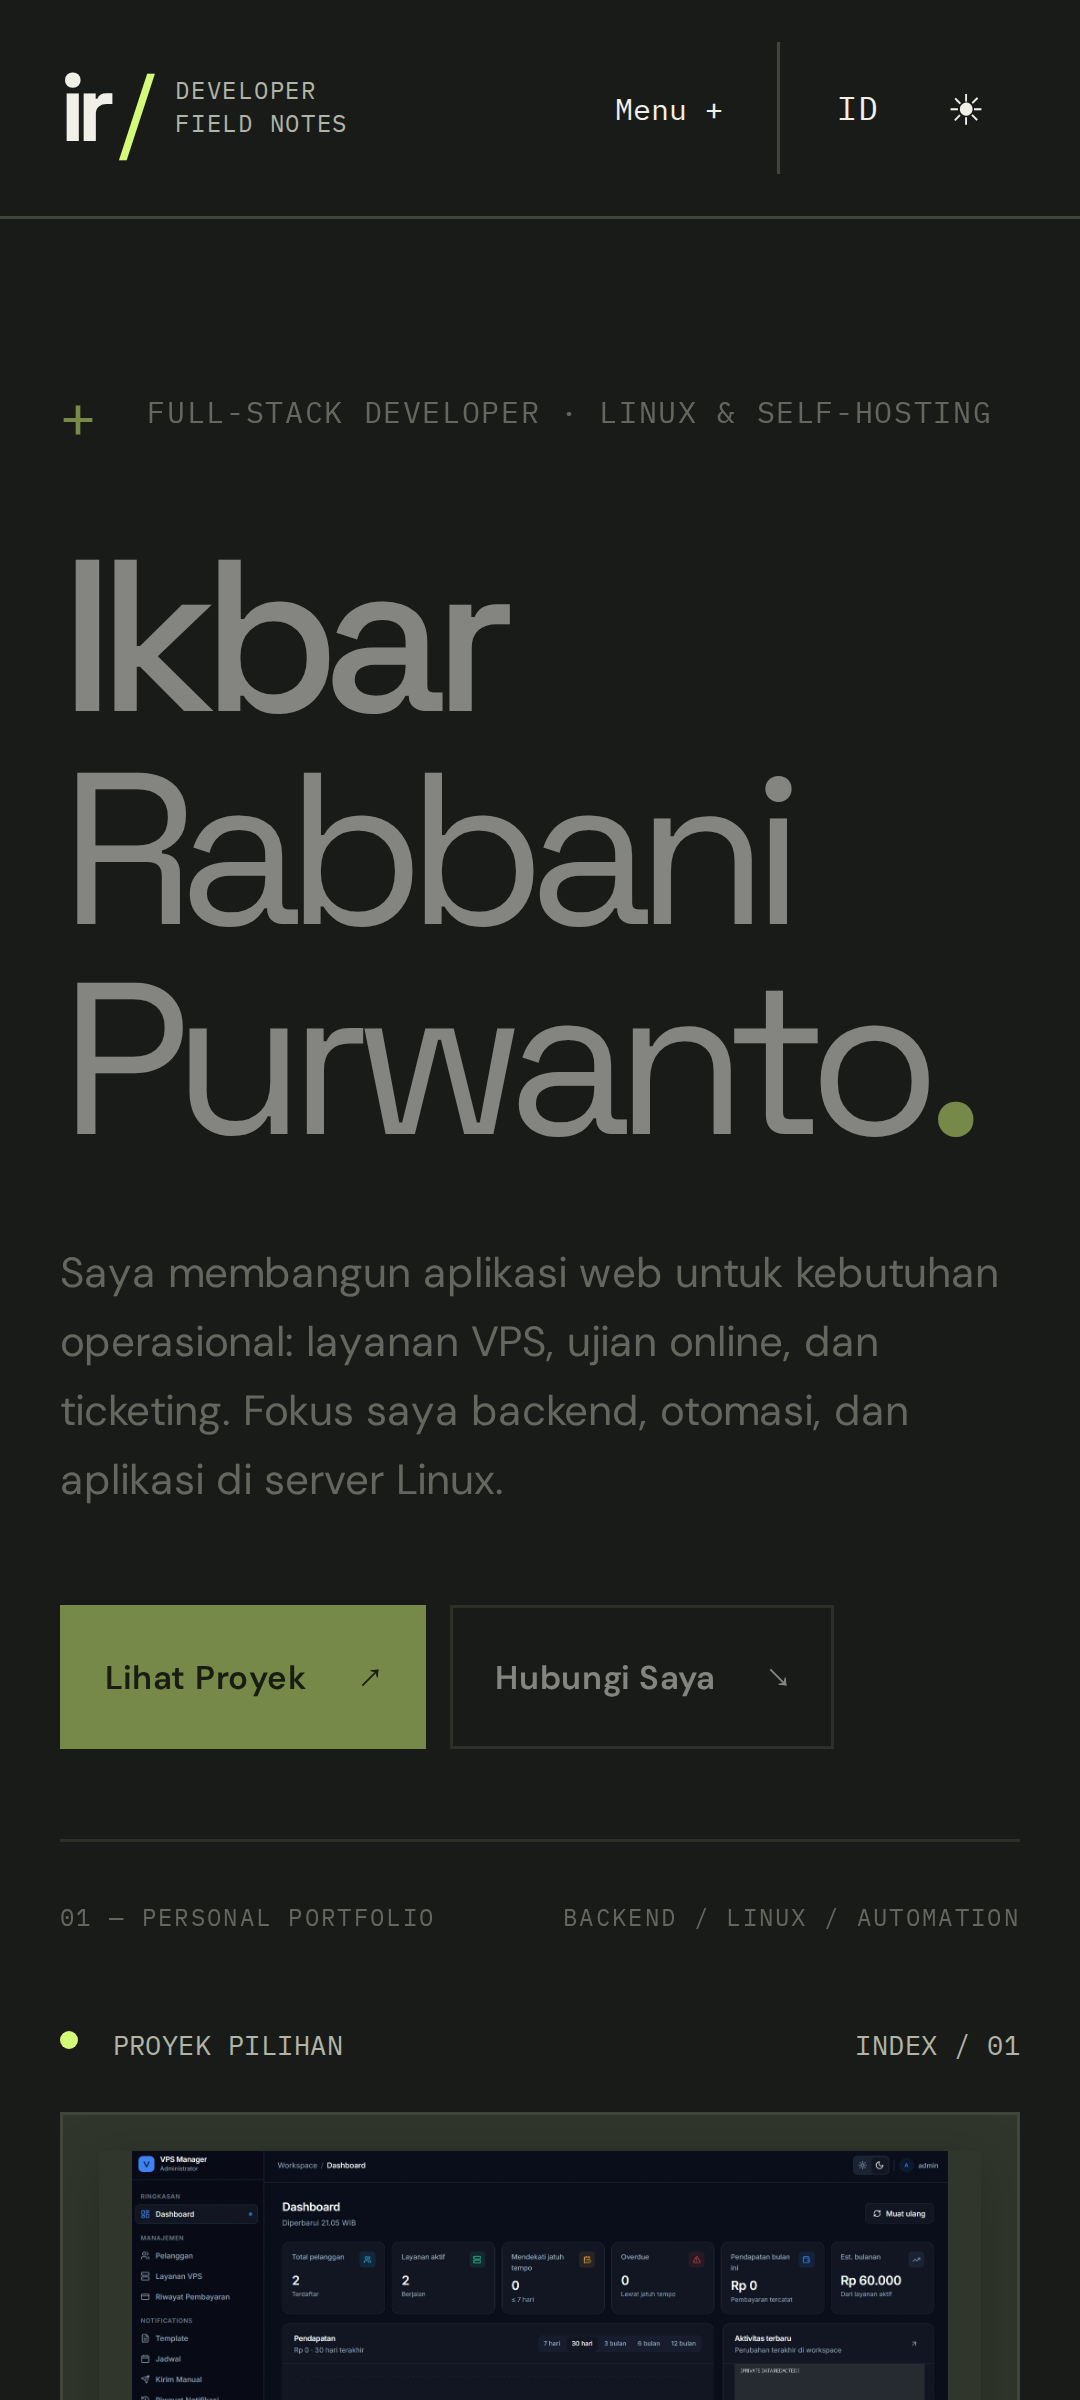 ir/
DEVELOPER
FIELD NOTES
Menu +
ID
+ FULL-STACK DEVELOPER · LINUX & SELF-HOSTING
Ikbar
Rabbani
Purwanto.
Saya membangun aplikasi web untuk kebutuhan
operasional: layanan VPS, ujian online, dan
ticketing. Fokus saya backend, otomasi, dan
aplikasi di server Linux.
Lihat Proyek ↗
Hubungi Saya ↘
01 — PERSONAL PORTFOLIO
BACKEND / LINUX / AUTOMATION
PROYEK PILIHAN
INDEX / 01
VPS Manager
Administrator
Workspace / Dashboard
A admin
RINGKASAN
Dashboard
MANAJEMEN
Pelanggan
Layanan VPS
Riwayat Pembayaran
NOTIFICATIONS
Template
Jadwal
Kirim Manual
Riwayat Notifikasi
Dashboard
Diperbarui 21.05 WIB
Muat ulang
Total pelanggan
2
Terdaftar
Layanan aktif
2
Berjalan
Mendekati jatuh
tempo
0
≤ 7 hari
Overdue
0
Lewat jatuh tempo
Pendapatan bulan
ini
Rp 0
Pembayaran tercatat
Est. bulanan
Rp 60.000
Dari layanan aktif
Pendapatan
Rp 0 · 30 hari terakhir
7 hari 30 hari 3 bulan 6 bulan 12 bulan
Aktivitas terbaru
Perubahan terakhir di workspace
[PRIVATE DATA REDACTED]